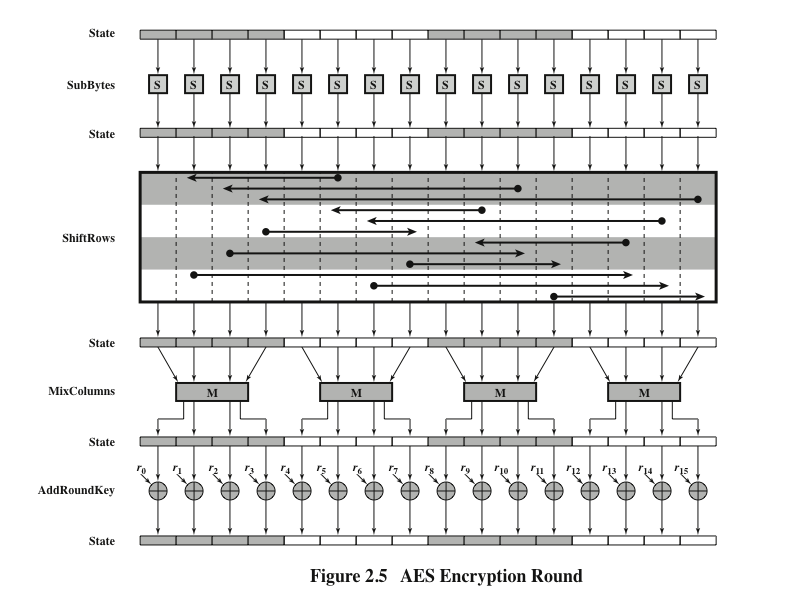 State
SubBytes S S S S S S S S S S S S S S S S
State
ShiftRows
State
MixColumns M M M M
State
r0 r1 r2 r3 r4 r5 r6 r7 r8 r9 r10 r11 r12 r13 r14 r15
AddRoundKey
State
Figure 2.5 AES Encryption Round